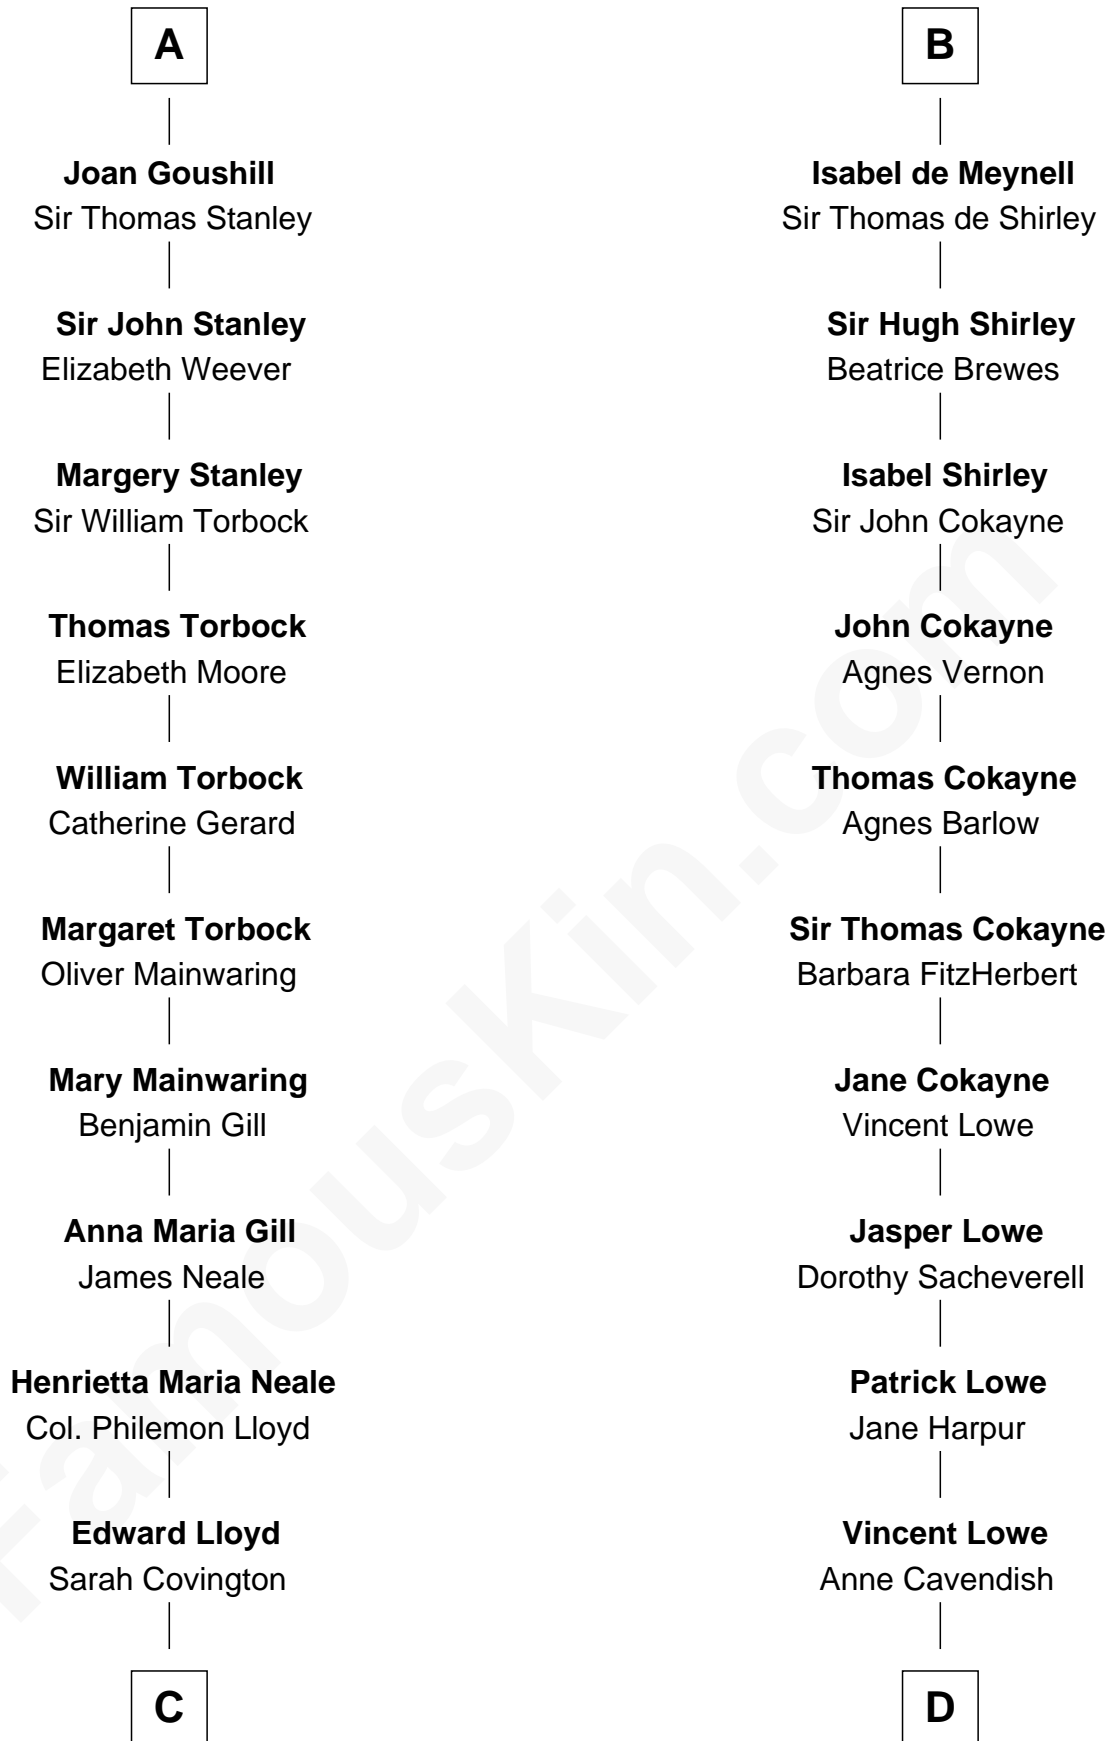 A
Joan Goushill
Sir Thomas Stanley
Sir John Stanley
Elizabeth Weever
Margery Stanley
Sir William Torbock
Thomas Torbock
Elizabeth Moore
William Torbock
Catherine Gerard
Margaret Torbock
Oliver Mainwaring
Mary Mainwaring
Benjamin Gill
Anna Maria Gill
James Neale
Henrietta Maria Neale
Col. Philemon Lloyd
Edward Lloyd
Sarah Covington
C
B
Isabel de Meynell
Sir Thomas de Shirley
Sir Hugh Shirley
Beatrice Brewes
Isabel Shirley
Sir John Cokayne
John Cokayne
Agnes Vernon
Thomas Cokayne
Agnes Barlow
Sir Thomas Cokayne
Barbara FitzHerbert
Jane Cokayne
Vincent Lowe
Jasper Lowe
Dorothy Sacheverell
Patrick Lowe
Jane Harpur
Vincent Lowe
Anne Cavendish
D
FamousKin.com